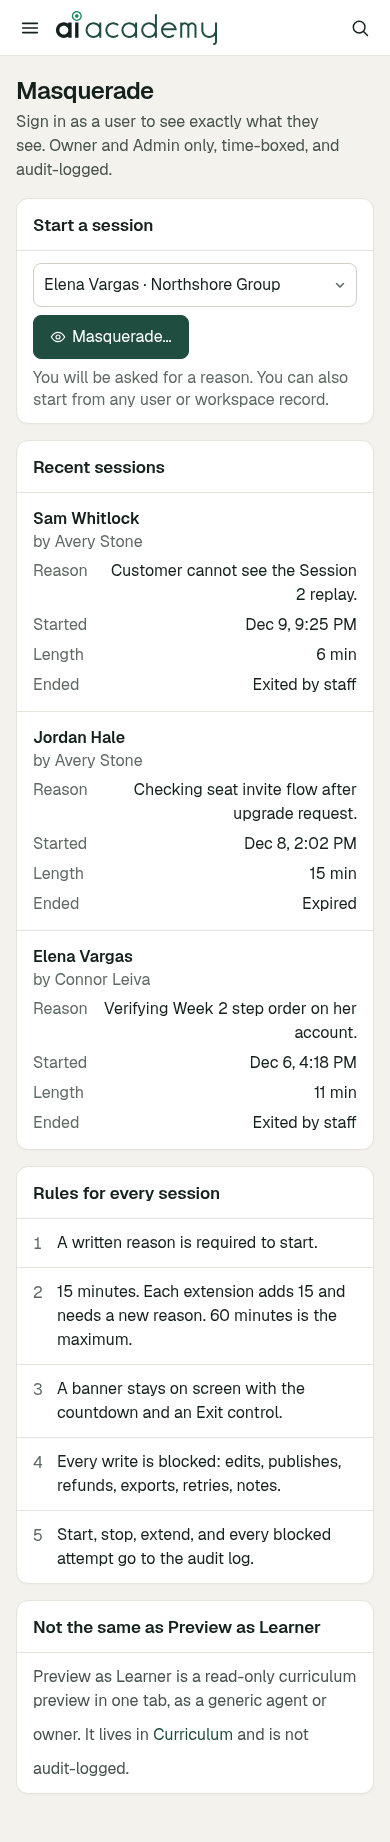 ai academy
Masquerade
Sign in as a user to see exactly what they
see. Owner and Admin only, time-boxed, and
audit-logged.
Start a session
Elena Vargas · Northshore Group
Masquerade…
You will be asked for a reason. You can also
start from any user or workspace record.
Recent sessions
Sam Whitlock
by Avery Stone
Reason Customer cannot see the Session
2 replay.
Started Dec 9, 9:25 PM
Length 6 min
Ended Exited by staff
Jordan Hale
by Avery Stone
Reason Checking seat invite flow after
upgrade request.
Started Dec 8, 2:02 PM
Length 15 min
Ended Expired
Elena Vargas
by Connor Leiva
Reason Verifying Week 2 step order on her
account.
Started Dec 6, 4:18 PM
Length 11 min
Ended Exited by staff
Rules for every session
1 A written reason is required to start.
2 15 minutes. Each extension adds 15 and
needs a new reason. 60 minutes is the
maximum.
3 A banner stays on screen with the
countdown and an Exit control.
4 Every write is blocked: edits, publishes,
refunds, exports, retries, notes.
5 Start, stop, extend, and every blocked
attempt go to the audit log.
Not the same as Preview as Learner
Preview as Learner is a read-only curriculum
preview in one tab, as a generic agent or
owner. It lives in Curriculum and is not
audit-logged.